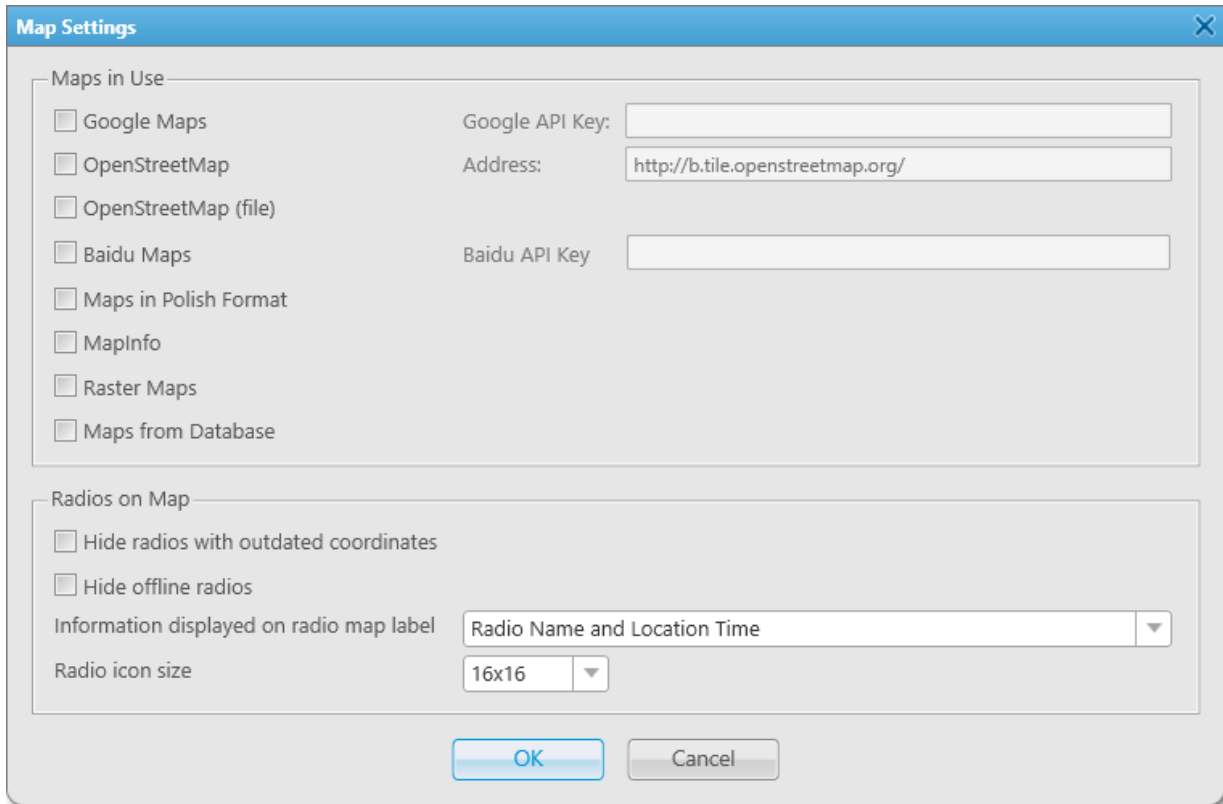 Map Settings
Maps in Use
Google Maps Google API Key:
OpenStreetMap Address: http://b.tile.openstreetmap.org/
OpenStreetMap (file)
Baidu Maps Baidu API Key
Maps in Polish Format
MapInfo
Raster Maps
Maps from Database
Radios on Map
Hide radios with outdated coordinates
Hide offline radios
Information displayed on radio map label Radio Name and Location Time
Radio icon size 16x16
OK Cancel